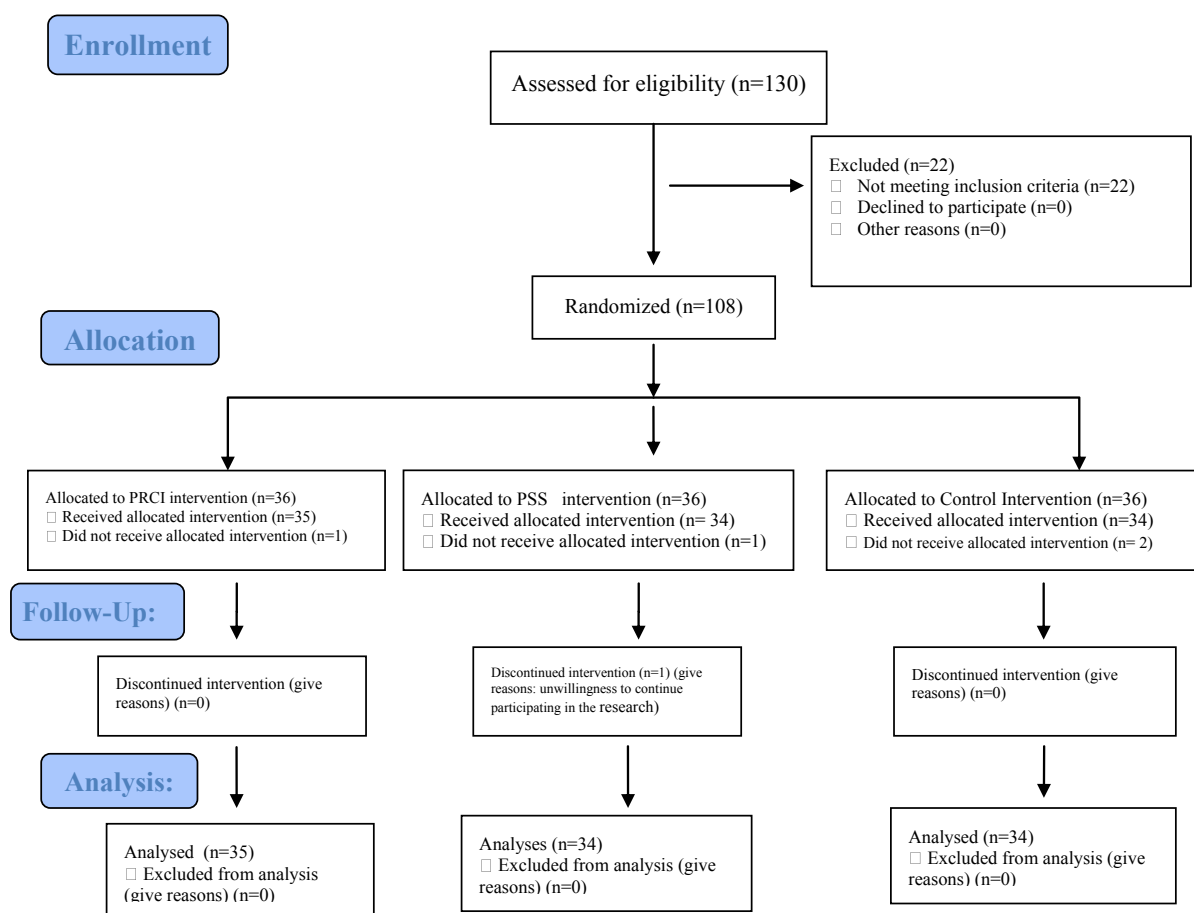 Enrollment
Assessed for eligibility (n=130)
Excluded (n=22)
Not meeting inclusion criteria (n=22)
Declined to participate (n=0)
Other reasons (n=0)
Randomized (n=108)
Allocation
Allocated to PRCI intervention (n=36)
Received allocated intervention (n=35)
Did not receive allocated intervention (n=1)
Allocated to PSS intervention (n=36)
Received allocated intervention (n= 34)
Did not receive allocated intervention (n=1)
Allocated to Control Intervention (n=36)
Received allocated intervention (n=34)
Did not receive allocated intervention (n= 2)
Follow-Up:
Discontinued intervention (give
reasons) (n=0)
Discontinued intervention (n=1) (give
reasons: unwillingness to continue
participating in the research)
Discontinued intervention (give
reasons) (n=0)
Analysis:
Analysed (n=35)
Excluded from analysis
(give reasons) (n=0)
Analyses (n=34)
Excluded from analysis (give
reasons) (n=0)
Analysed (n=34)
Excluded from analysis (give
reasons) (n=0)